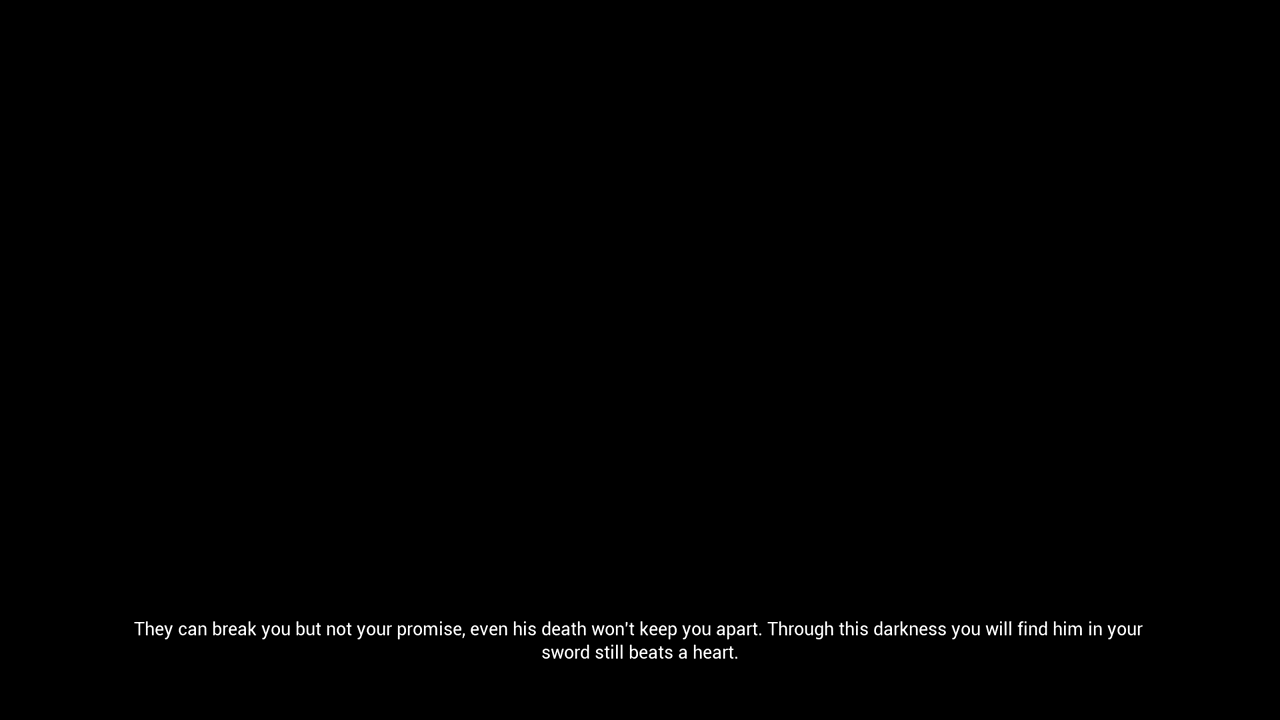 They can break you but not your promise, even his death won't keep you apart. Through this darkness you will find him in your
sword still beats a heart.